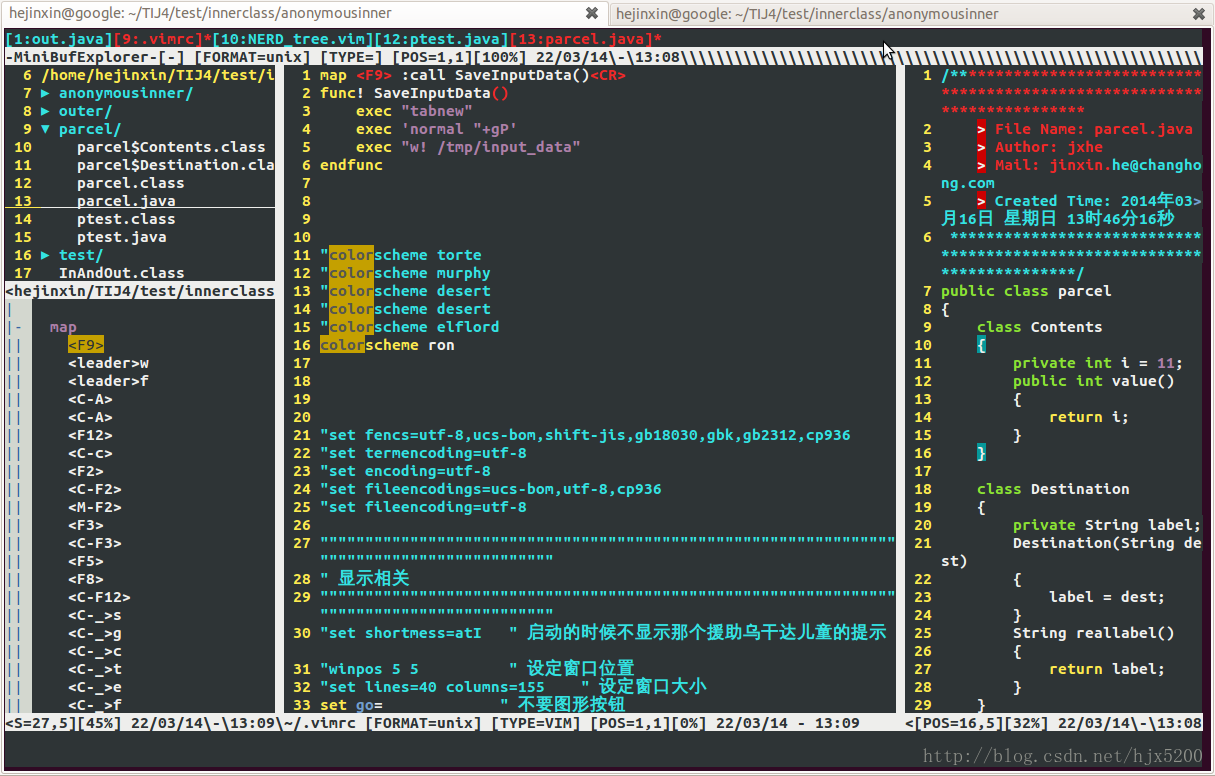 hejinxin@google: ~/TIJ4/test/innerclass/anonymousinner
hejinxin@google: ~/TIJ4/test/innerclass/anonymousinner
[1:out.java][9:.vimrc]*[10:NERD_tree.vim][12:ptest.java][13:parcel.java]*
-MiniBufExplorer-[-] [FORMAT=unix] [TYPE=] [POS=1,1][100%] 22/03/14\-\13:08\\\\\\\\\\\\\\\\\\\\\\\\\\\\\\\\\\\\\\\\\\\\\\\\\\\\\\\\\\
6 /home/hejinxin/TIJ4/test/i
7 ▶ anonymousinner/
8 ▶ outer/
9 ▼ parcel/
10 parcel$Contents.class
11 parcel$Destination.cla
12 parcel.class
13 parcel.java
14 ptest.class
15 ptest.java
16 ▶ test/
17 InAndOut.class
<hejinxin/TIJ4/test/innerclass
|
|- map
|| <F9>
|| <leader>w
|| <leader>f
|| <C-A>
|| <C-A>
|| <F12>
|| <C-c>
|| <F2>
|| <C-F2>
|| <M-F2>
|| <F3>
|| <C-F3>
|| <F5>
|| <F8>
|| <C-F12>
|| <C-_>s
|| <C-_>g
|| <C-_>c
|| <C-_>t
|| <C-_>e
|| <C-_>f
1 map <F9> :call SaveInputData()<CR>
2 func! SaveInputData()
3 exec "tabnew"
4 exec 'normal "+gP'
5 exec "w! /tmp/input_data"
6 endfunc
7
8
9
10
11 "colorscheme torte
12 "colorscheme murphy
13 "colorscheme desert
14 "colorscheme desert
15 "colorscheme elflord
16 colorscheme ron
17
18
19
20
21 "set fencs=utf-8,ucs-bom,shift-jis,gb18030,gbk,gb2312,cp936
22 "set termencoding=utf-8
23 "set encoding=utf-8
24 "set fileencodings=ucs-bom,utf-8,cp936
25 "set fileencoding=utf-8
26
27 """"""""""""""""""""""""""""""""""""""""""""""""""""""""""""""""
""""""""""""""""""""""""""
28 " 显示相关
29 """"""""""""""""""""""""""""""""""""""""""""""""""""""""""""""""
""""""""""""""""""""""""""
30 "set shortmess=atI " 启动的时候不显示那个援助乌干达儿童的提示
31 "winpos 5 5 " 设定窗口位置
32 "set lines=40 columns=155 " 设定窗口大小
33 set go= " 不要图形按钮
1 /****************************
*****************************
****************
2 > File Name: parcel.java
3 > Author: jxhe
4 > Mail: jinxin.he@chango
ng.com
5 > Created Time: 2014年03>
月16日 星期日 13时46分16秒
6 ****************************
*****************************
***************/
7 public class parcel
8 {
9 class Contents
10 {
11 private int i = 11;
12 public int value()
13 {
14 return i;
15 }
16 }
17
18 class Destination
19 {
20 private String label;
21 Destination(String de
st)
22 {
23 label = dest;
24 }
25 String reallabel()
26 {
27 return label;
28 }
29 }
<S=27,5][45%] 22/03/14\-\13:09\~/.vimrc [FORMAT=unix] [TYPE=VIM] [POS=1,1][0%] 22/03/14 - 13:09 <[POS=16,5][32%] 22/03/14\-\13:08
http://blog.csdn.net/hjx5200